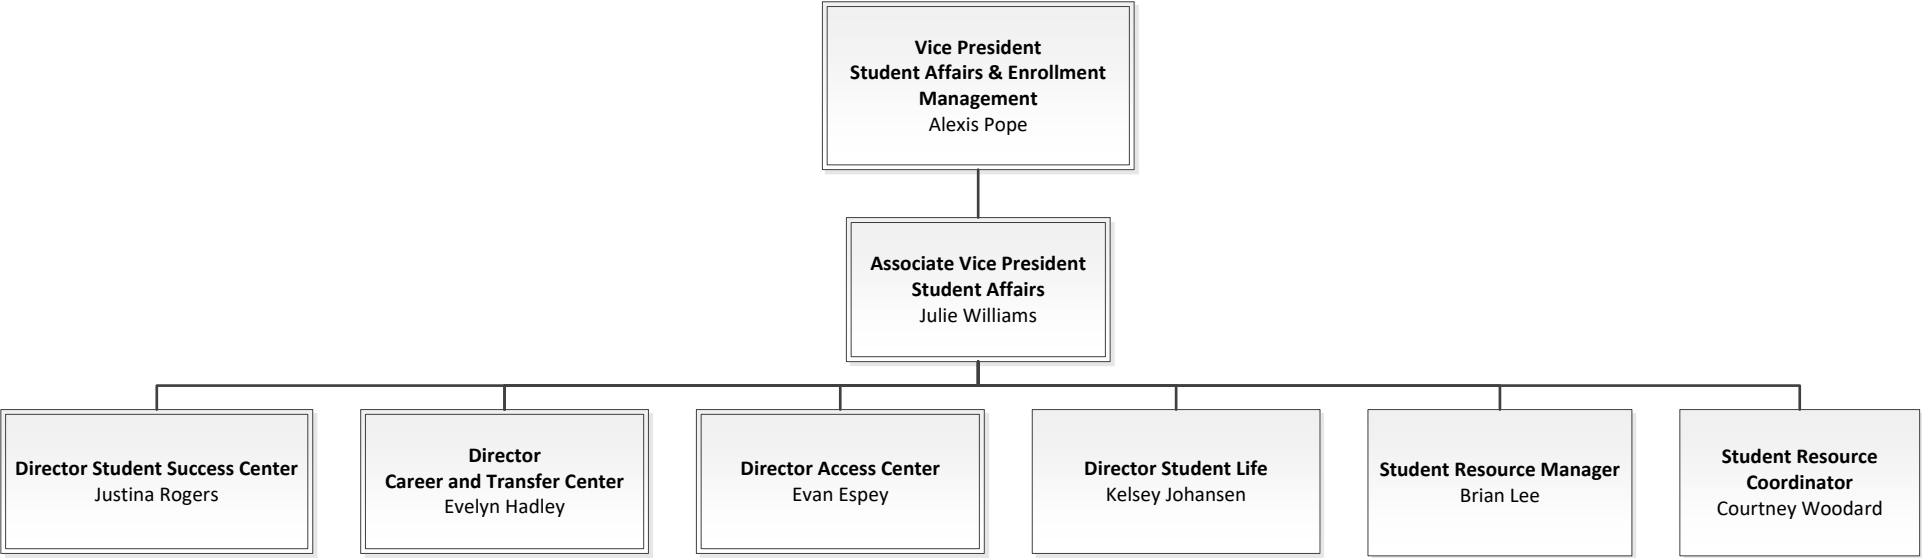 Vice President
Student Affairs & Enrollment
Management
Alexis Pope
Associate Vice President
Student Affairs
Julie Williams
Director Student Success Center
Justina Rogers
Director
Career and Transfer Center
Evelyn Hadley
Director Access Center
Evan Espey
Director Student Life
Kelsey Johansen
Student Resource Manager
Brian Lee
Student Resource
Coordinator
Courtney Woodard